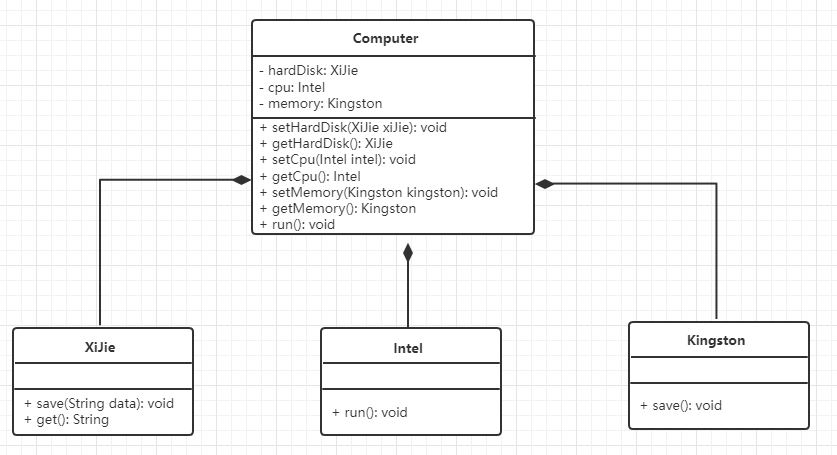 Computer
- hardDisk: XiJie
- cpu: Intel
- memory: Kingston
+ setHardDisk(XiJie xiJie): void
+ getHardDisk(): XiJie
+ setCpu(Intel intel): void
+ getCpu(): Intel
+ setMemory(Kingston kingston): void
+ getMemory(): Kingston
+ run(): void
XiJie
+ save(String data): void
+ get(): String
Intel
+ run(): void
Kingston
+ save(): void